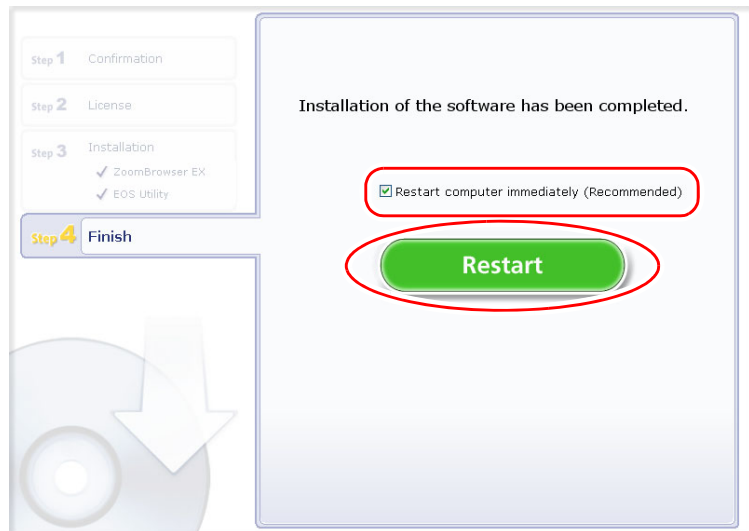 Step 1 Confirmation
Step 2 License
Step 3 Installation
ZoomBrowser EX
EOS Utility
Step 4 Finish
Installation of the software has been completed.
Restart computer immediately (Recommended)
Restart